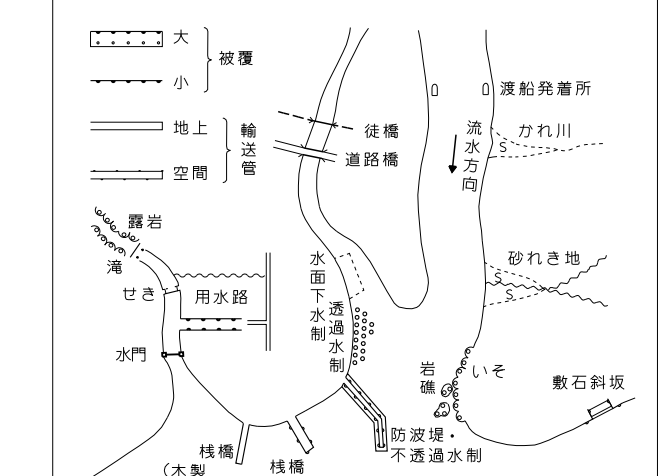 大
小
被覆
地上
空間
輸送管
徒橋
道路橋
渡船発着所
流水方向
かれ川
S
露岩
滝
せき
用水路
水門
水面下水制
透過水制
砂れき地
S
S
岩礁
いそ
敷石斜坂
防波堤・
不透過水制
桟橋
（木製
桟橋